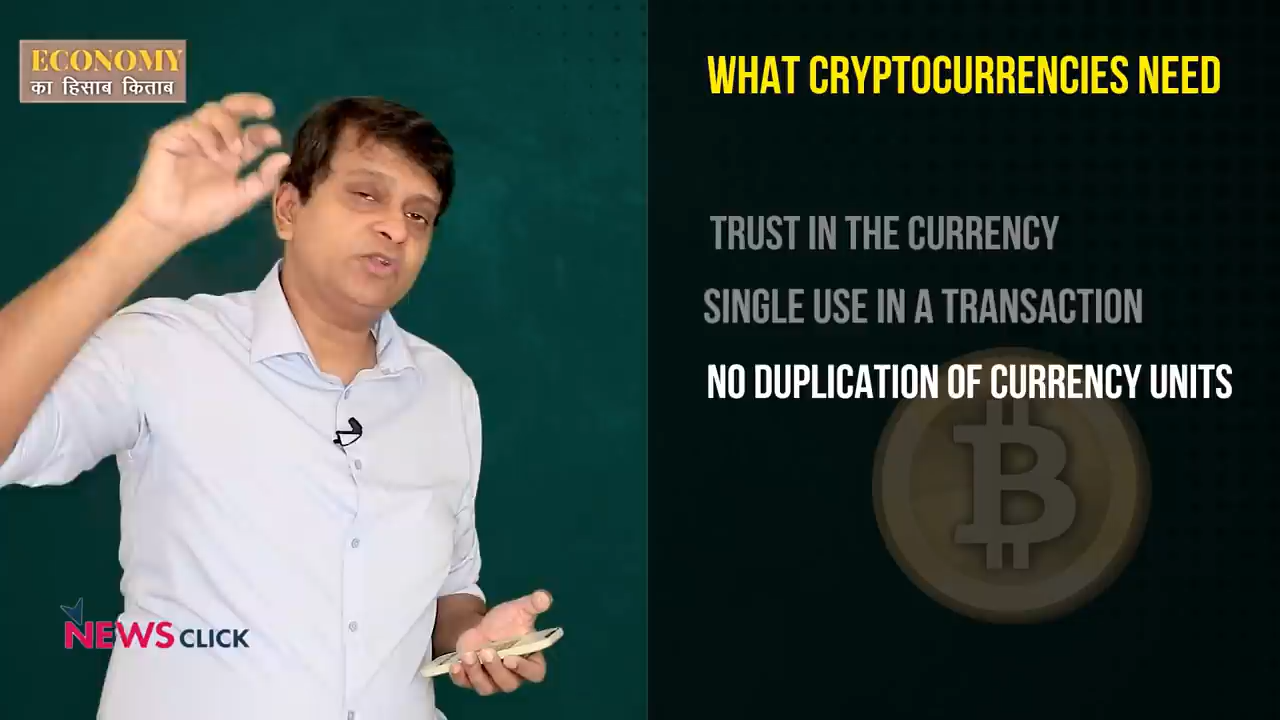 ECONOMY
का हिसाब किताब
WHAT CRYPTOCURRENCIES NEED
TRUST IN THE CURRENCY
SINGLE USE IN A TRANSACTION
NO DUPLICATION OF CURRENCY UNITS
NEWSCLICK